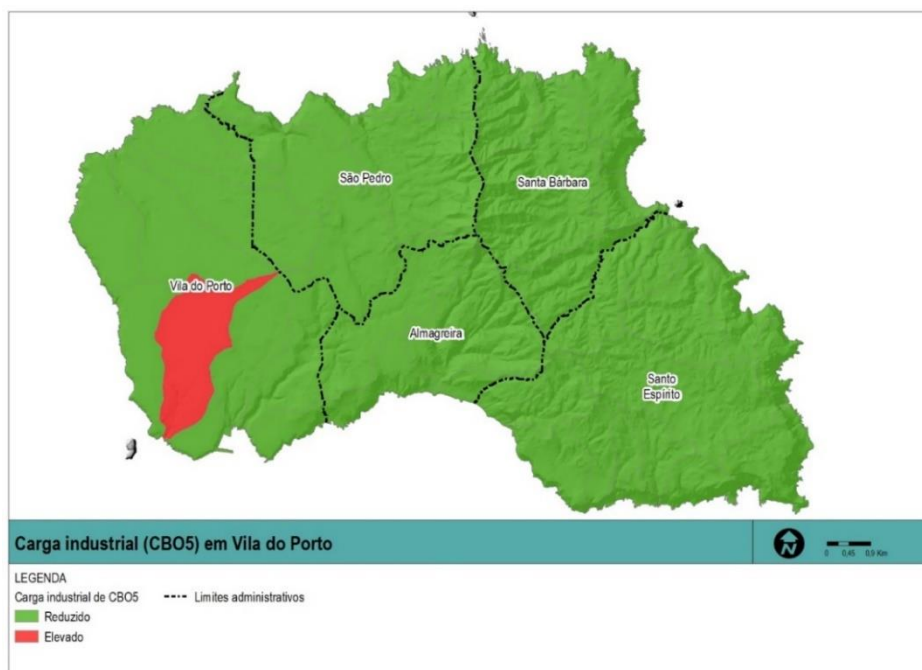 São Pedro
Santa Bárbara
Vila do Porto
Almagreira
Santo
Espírito
Carga industrial (CBO5) em Vila do Porto
N
0 0,45 0,9 Km
LEGENDA
Carga industrial de CBO5
Limites administrativos
Reduzido
Elevado